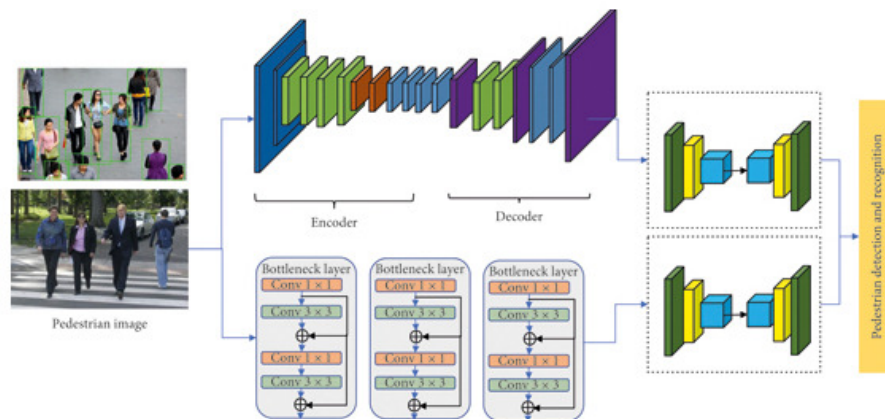 Pedestrian image
Encoder
Decoder
Bottleneck layer
Conv 1 × 1
Conv 3 × 3
Conv 1 × 1
Conv 3 × 3
Bottleneck layer
Conv 1 × 1
Conv 3 × 3
Conv 1 × 1
Conv 3 × 3
Bottleneck layer
Conv 1 × 1
Conv 3 × 3
Conv 1 × 1
Conv 3 × 3
Pedestrian detection and recognition